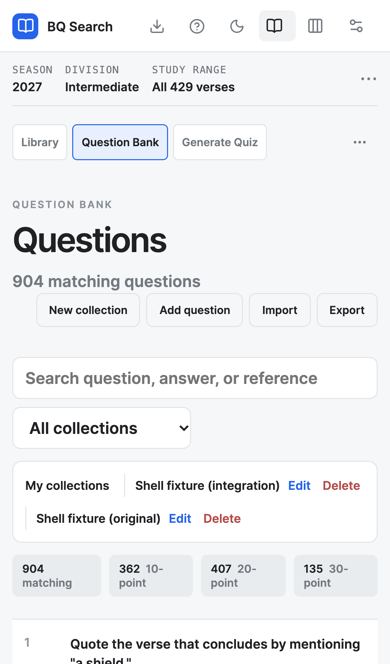 BQ Search
SEASON DIVISION STUDY RANGE
2027 Intermediate All 429 verses
Library Question Bank Generate Quiz
QUESTION BANK
Questions
904 matching questions
New collection Add question Import Export
Search question, answer, or reference
All collections
My collections Shell fixture (integration) Edit Delete
Shell fixture (original) Edit Delete
904 362 10- 407 20- 135 30-
matching point point point
1 Quote the verse that concludes by mentioning
"a shield."